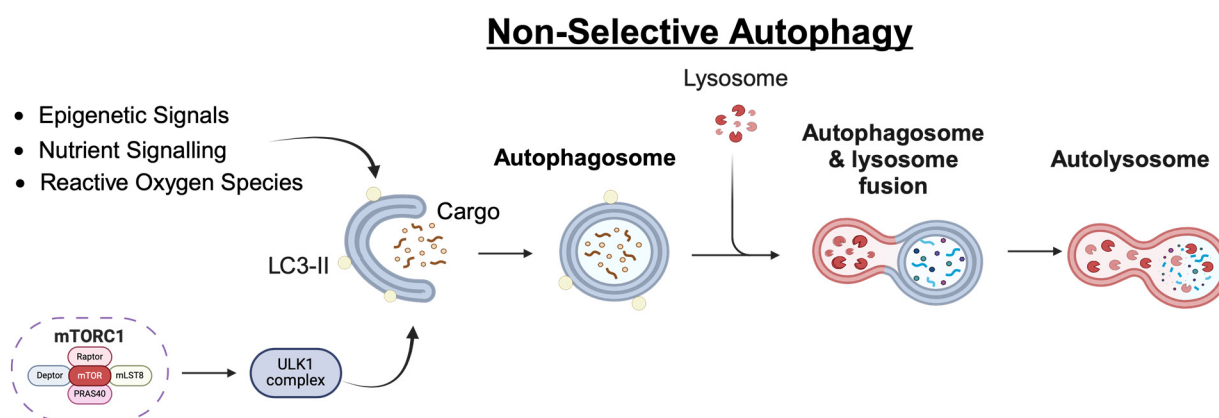 Non-Selective Autophagy
Lysosome
• Epigenetic Signals
• Nutrient Signalling
• Reactive Oxygen Species
Autophagosome
Autophagosome
& lysosome
fusion
Autolysosome
Cargo
LC3-II
mTORC1
Raptor
Deptor mTOR mLST8
PRAS40
ULK1
complex